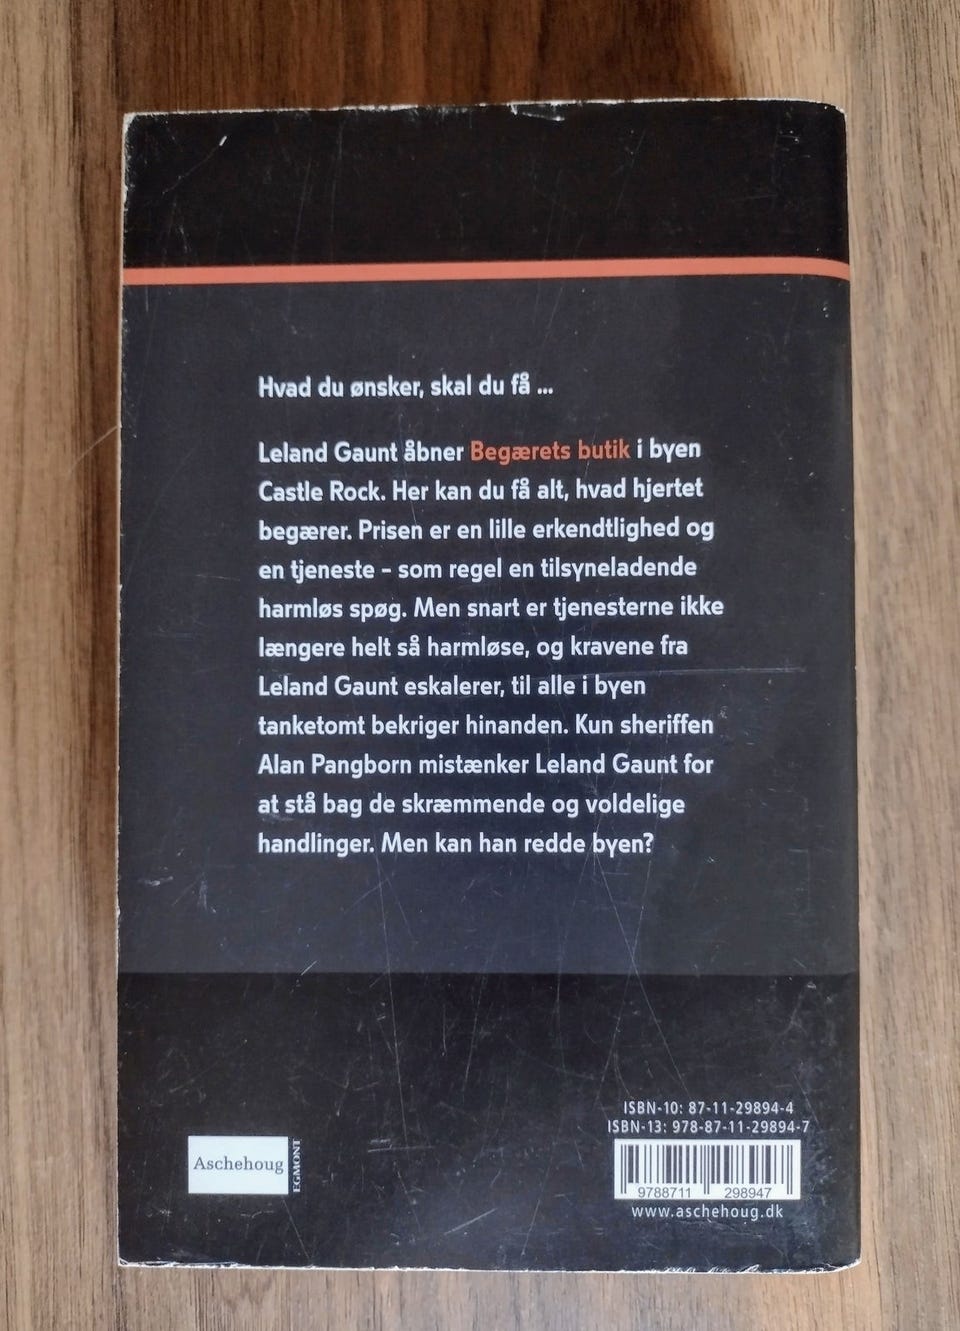 Hvad du ønsker, skal du få ...
Leland Gaunt åbner Begærets butik i byen
Castle Rock. Her kan du få alt, hvad hjertet
begærer. Prisen er en lille erkendtlighed og
en tjeneste – som regel en tilsyneladende
harmløs spøg. Men snart er tjenesterne ikke
længere helt så harmløse, og kravene fra
Leland Gaunt eskalerer, til alle i byen
tanketomt bekriger hinanden. Kun sheriffen
Alan Pangborn mistænker Leland Gaunt for
at stå bag de skræmmende og voldelige
handlinger. Men kan han redde byen?
Aschehoug
EGMONT
ISBN-10: 87-11-29894-4
ISBN-13: 978-87-11-29894-7
9788711 298947
www.aschehoug.dk